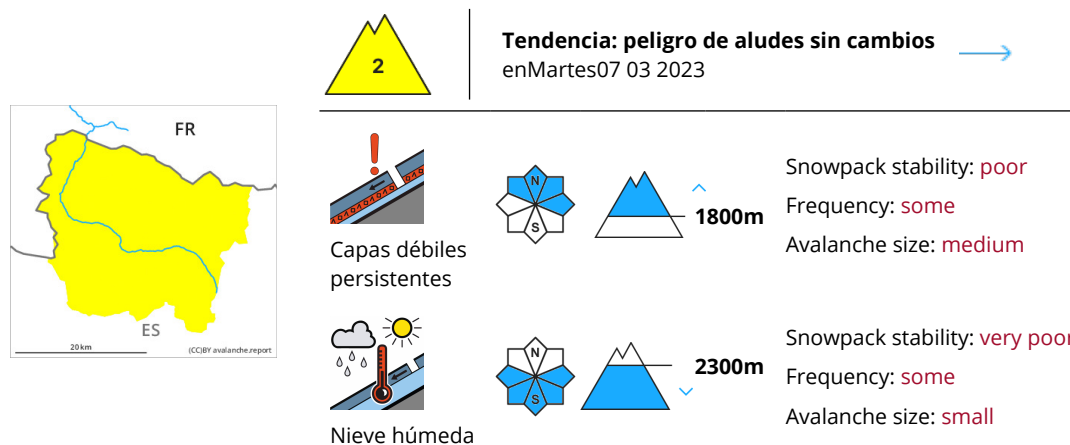 2
Tendencia: peligro de aludes sin cambios
enMartes07 03 2023
FR
ES
20 km
(CC)BY avalanche.report
Capas débiles
persistentes
N
S
1800m
Snowpack stability: poor
Frequency: some
Avalanche size: medium
Nieve húmeda
N
S
2300m
Snowpack stability: very poor
Frequency: some
Avalanche size: small